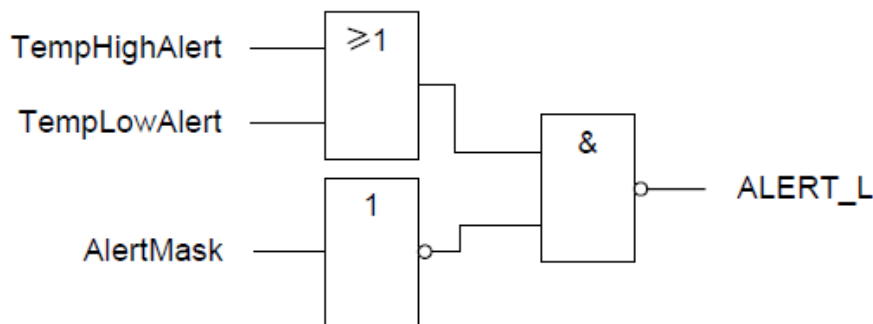 TempHighAlert
≥1
TempLowAlert
&
ALERT_L
1
AlertMask